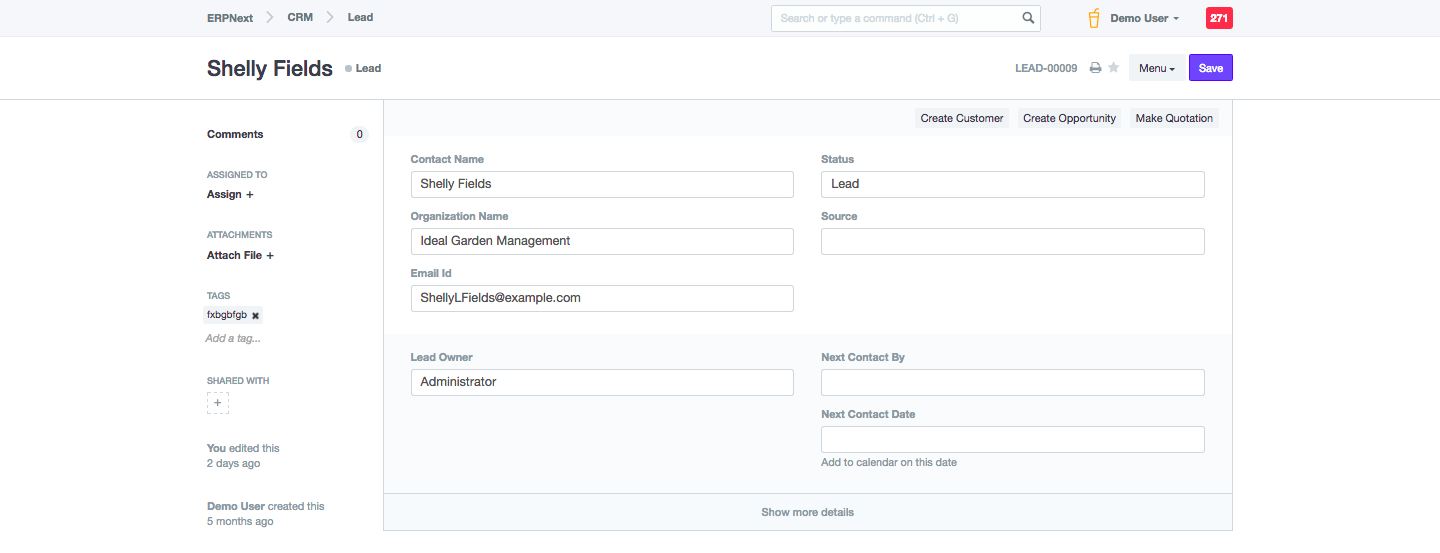 ERPNext CRM Lead Search or type a command (Ctrl + G) Demo User 271
Shelly Fields Lead LEAD-00009 Menu Save
Comments 0
ASSIGNED TO
Assign +
ATTACHMENTS
Attach File +
TAGS
fxbgbfgb
Add a tag...
SHARED WITH
+
You edited this
2 days ago
Demo User created this
5 months ago
Create Customer Create Opportunity Make Quotation
Contact Name
Shelly Fields
Organization Name
Ideal Garden Management
Email Id
ShellyLFields@example.com
Status
Lead
Source
Lead Owner
Administrator
Next Contact By
Next Contact Date
Add to calendar on this date
Show more details